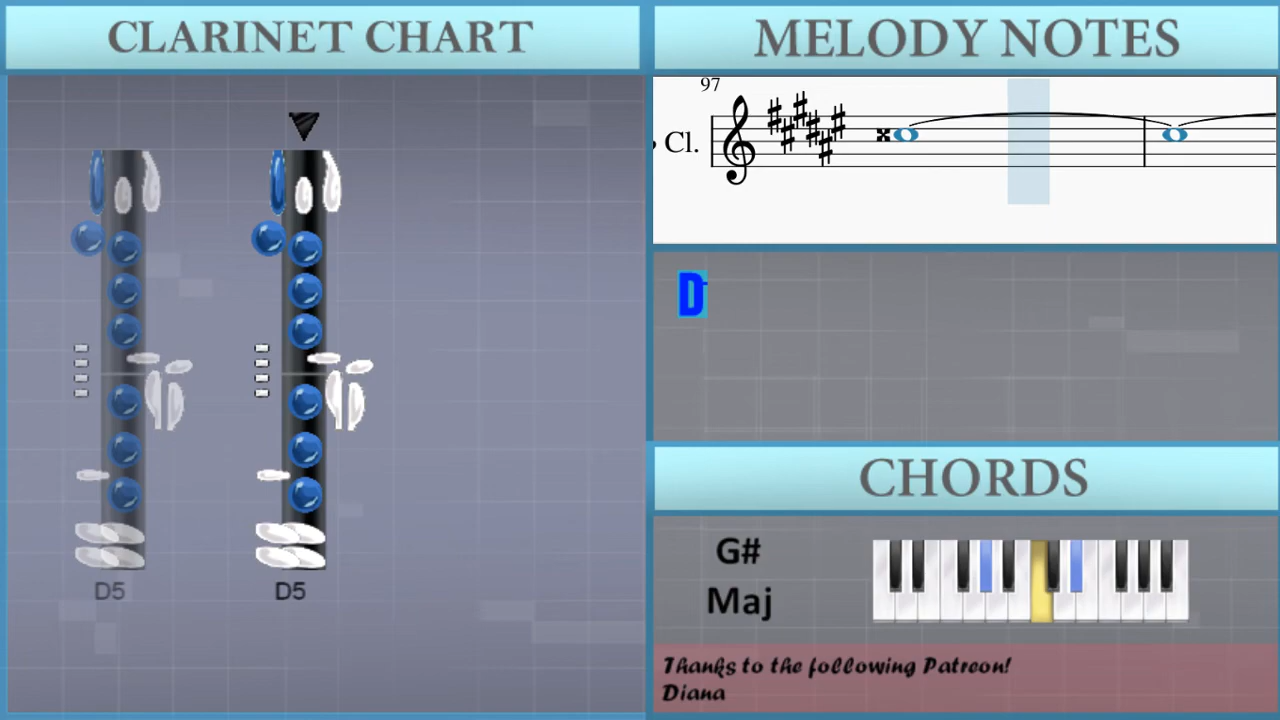 CLARINET CHART
MELODY NOTES
97
Cl.
D
D5 D5
CHORDS
G#
Maj
Thanks to the following Patreon!
Diana